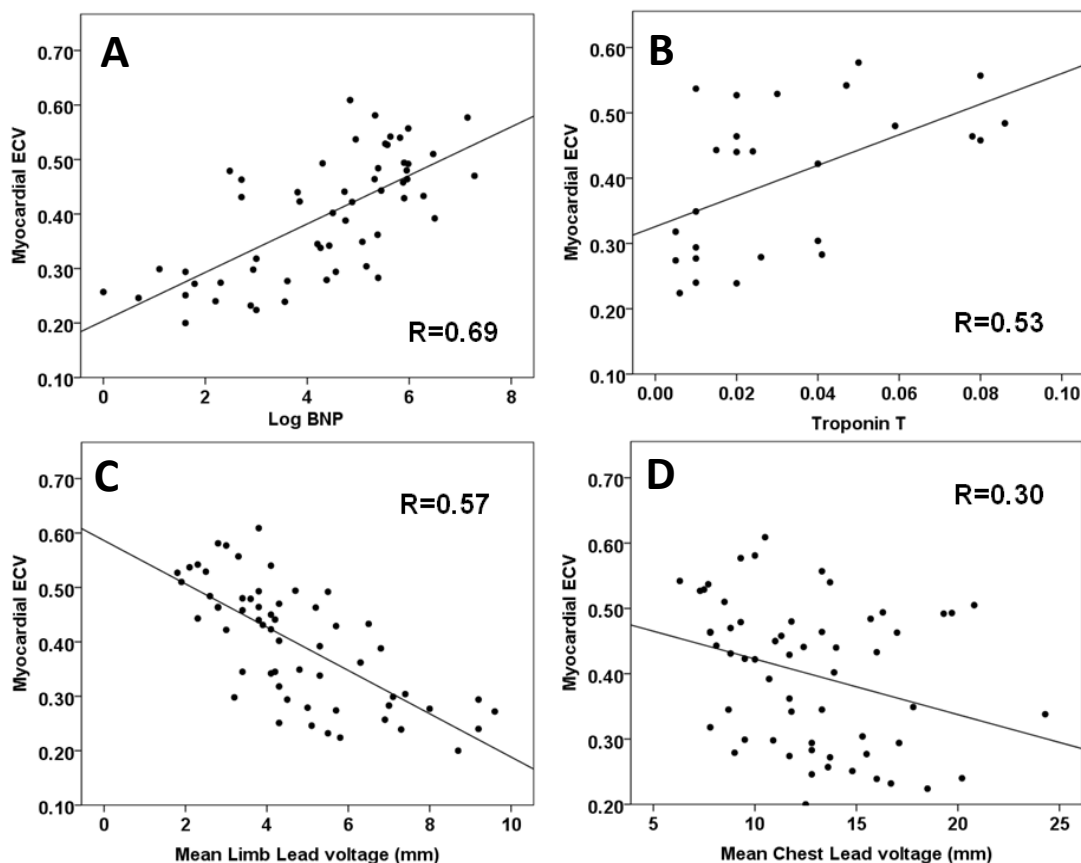 A
Myocardial ECV
0.70
0.60
0.50
0.40
0.30
0.20
0.10
R=0.69
0 2 4 6 8
Log BNP
B
Myocardial ECV
0.60
0.50
0.40
0.30
0.20
0.10
R=0.53
0.00 0.02 0.04 0.06 0.08 0.10
Troponin T
C
Myocardial ECV
0.70
0.60
0.50
0.40
0.30
0.20
0.10
R=0.57
0 2 4 6 8 10
Mean Limb Lead voltage (mm)
D
Myocardial ECV
0.70
0.60
0.50
0.40
0.30
0.20
R=0.30
5 10 15 20 25
Mean Chest Lead voltage (mm)